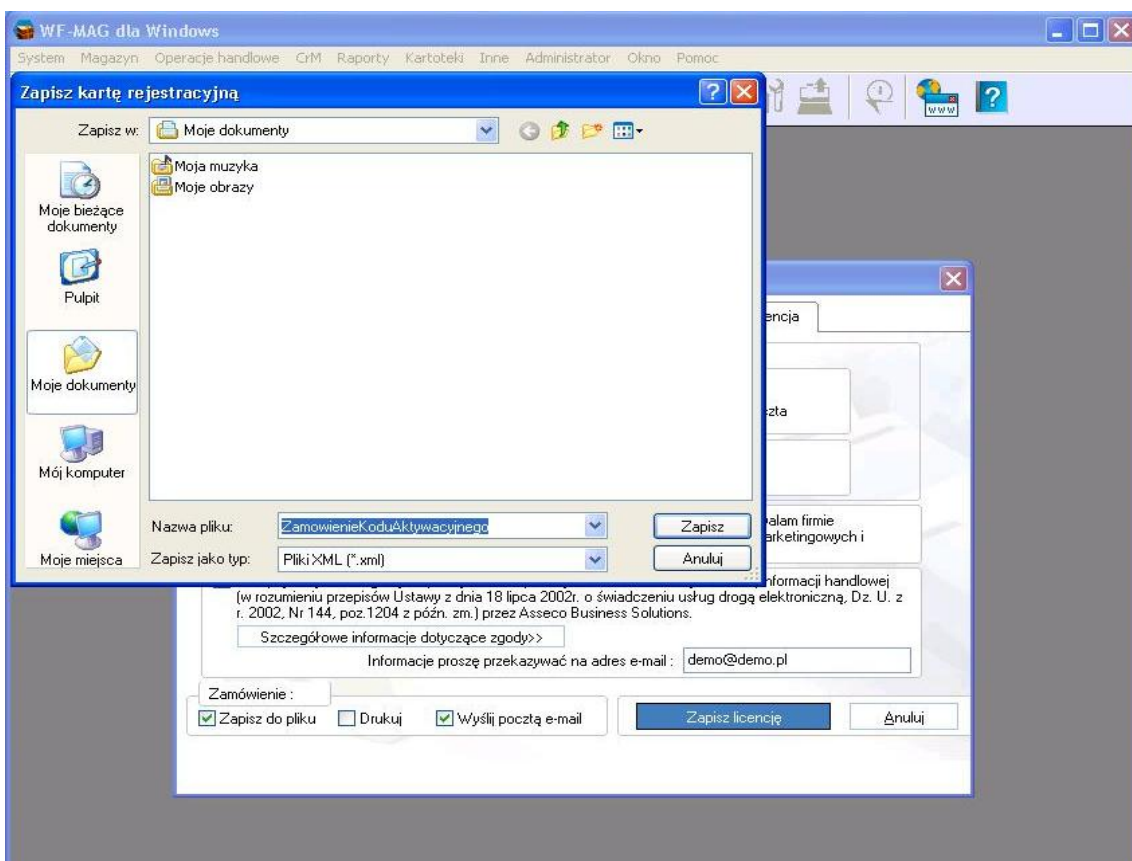 WF-MAG dla Windows
System Magazyn Operacje handlowe CrM Raporty Kartoteki Inne Administrator Okno Pomoc
Zapisz kartę rejestracyjną
Zapisz w: Moje dokumenty
www
Moja muzyka
Moje obrazy
Moje bieżące
dokumenty
Pulpit
Moje dokumenty
Mój komputer
Moje miejsca
Nazwa pliku: ZamowienieKoduAktywacyjnego Zapisz
Zapisz jako typ: Pliki XML (*.xml) Anuluj
encja
zta
alam firmie
arketingowych i
nformacji handlowej
(w rozumieniu przepisów Ustawy z dnia 18 lipca 2002r. o świadczeniu usług drogą elektroniczną, Dz. U. z
r. 2002, Nr 144, poz.1204 z późn. zm.) przez Asseco Business Solutions.
Szczegółowe informacje dotyczące zgody>>
Informacje proszę przekazywać na adres e-mail : demo@demo.pl
Zamówienie :
Zapisz do pliku Drukuj Wyślij pocztą e-mail Zapisz licencję Anuluj